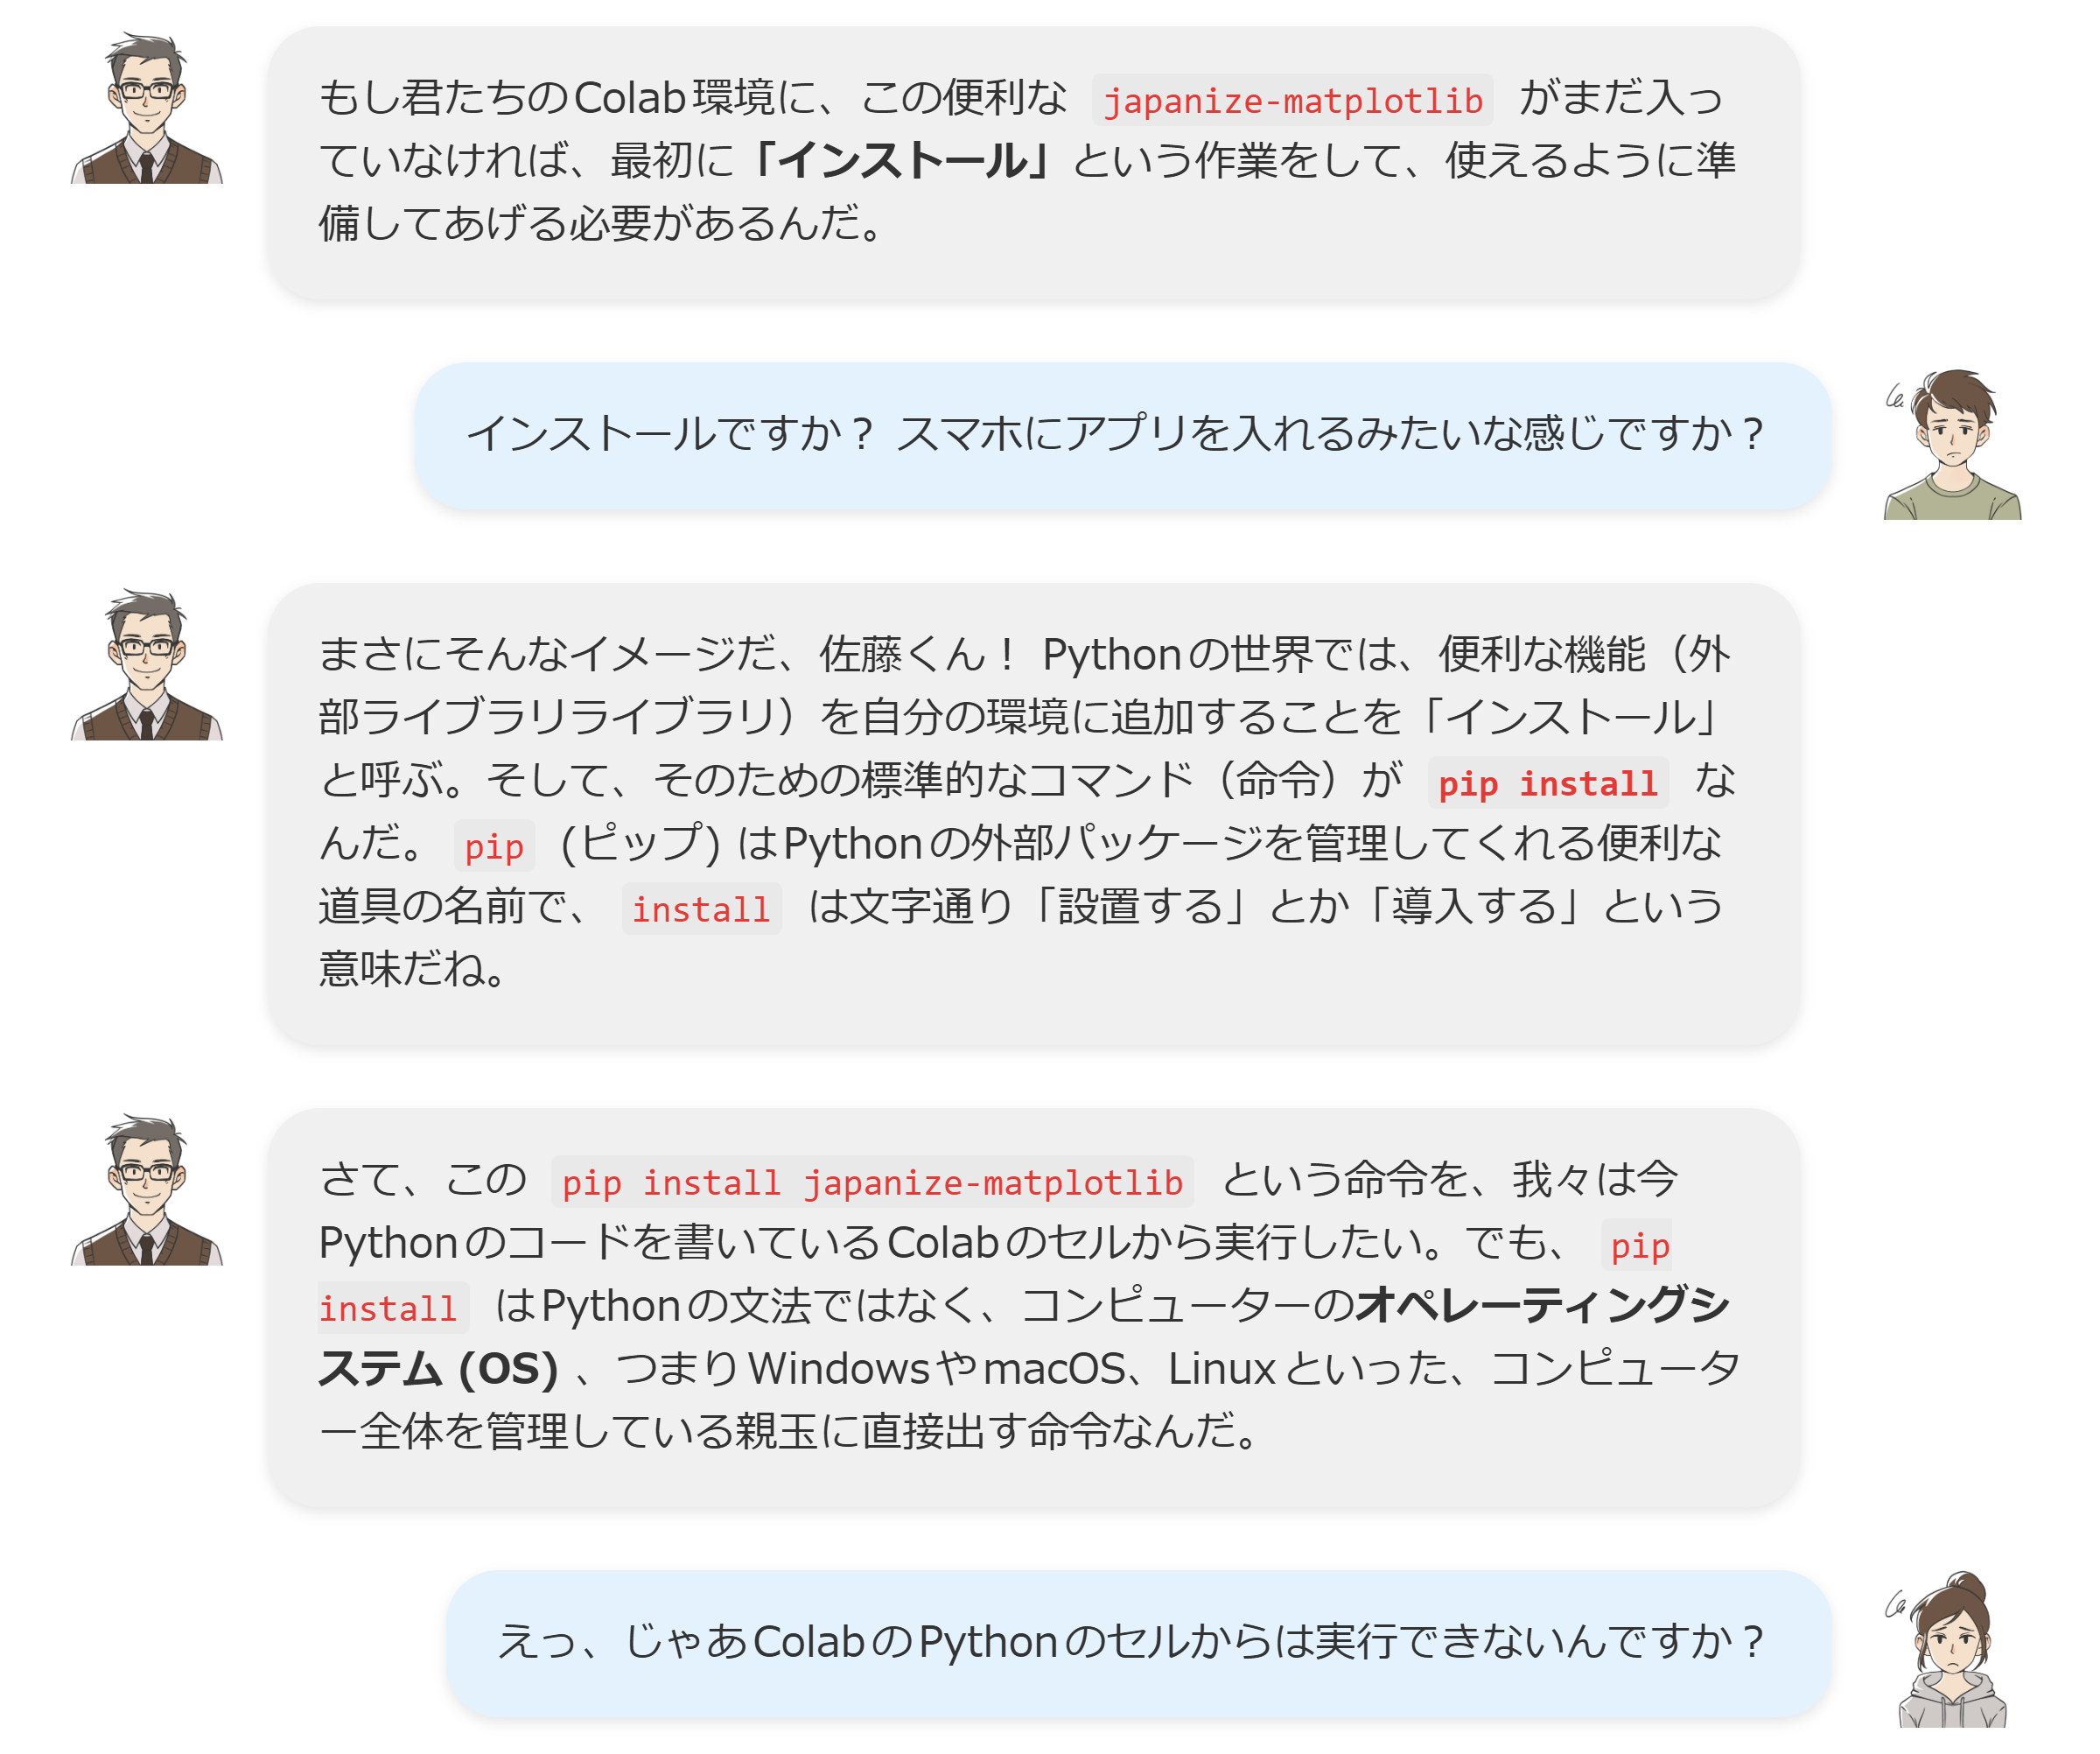 もし君たちのColab環境に、この便利な japanize-matplotlib がまだ入っ
ていなければ、最初に「インストール」という作業をして、使えるように準
備してあげる必要があるんだ。
インストールですか？ スマホにアプリを入れるみたいな感じですか？
まさにそんなイメージだ、佐藤くん！ Pythonの世界では、便利な機能（外
部ライブラリライブラリ）を自分の環境に追加することを「インストール」
と呼ぶ。そして、そのための標準的なコマンド（命令）が pip install な
んだ。 pip (ピップ) はPythonの外部パッケージを管理してくれる便利な
道具の名前で、 install は文字通り「設置する」とか「導入する」という
意味だね。
さて、この pip install japanize-matplotlib という命令を、我々は今
Pythonのコードを書いているColabのセルから実行したい。でも、 pip
install はPythonの文法ではなく、コンピューターのオペレーティングシ
ステム (OS) 、つまりWindowsやmacOS、Linuxといった、コンピュータ
ー全体を管理している親玉に直接出す命令なんだ。
えっ、じゃあColabのPythonのセルからは実行できないんですか？